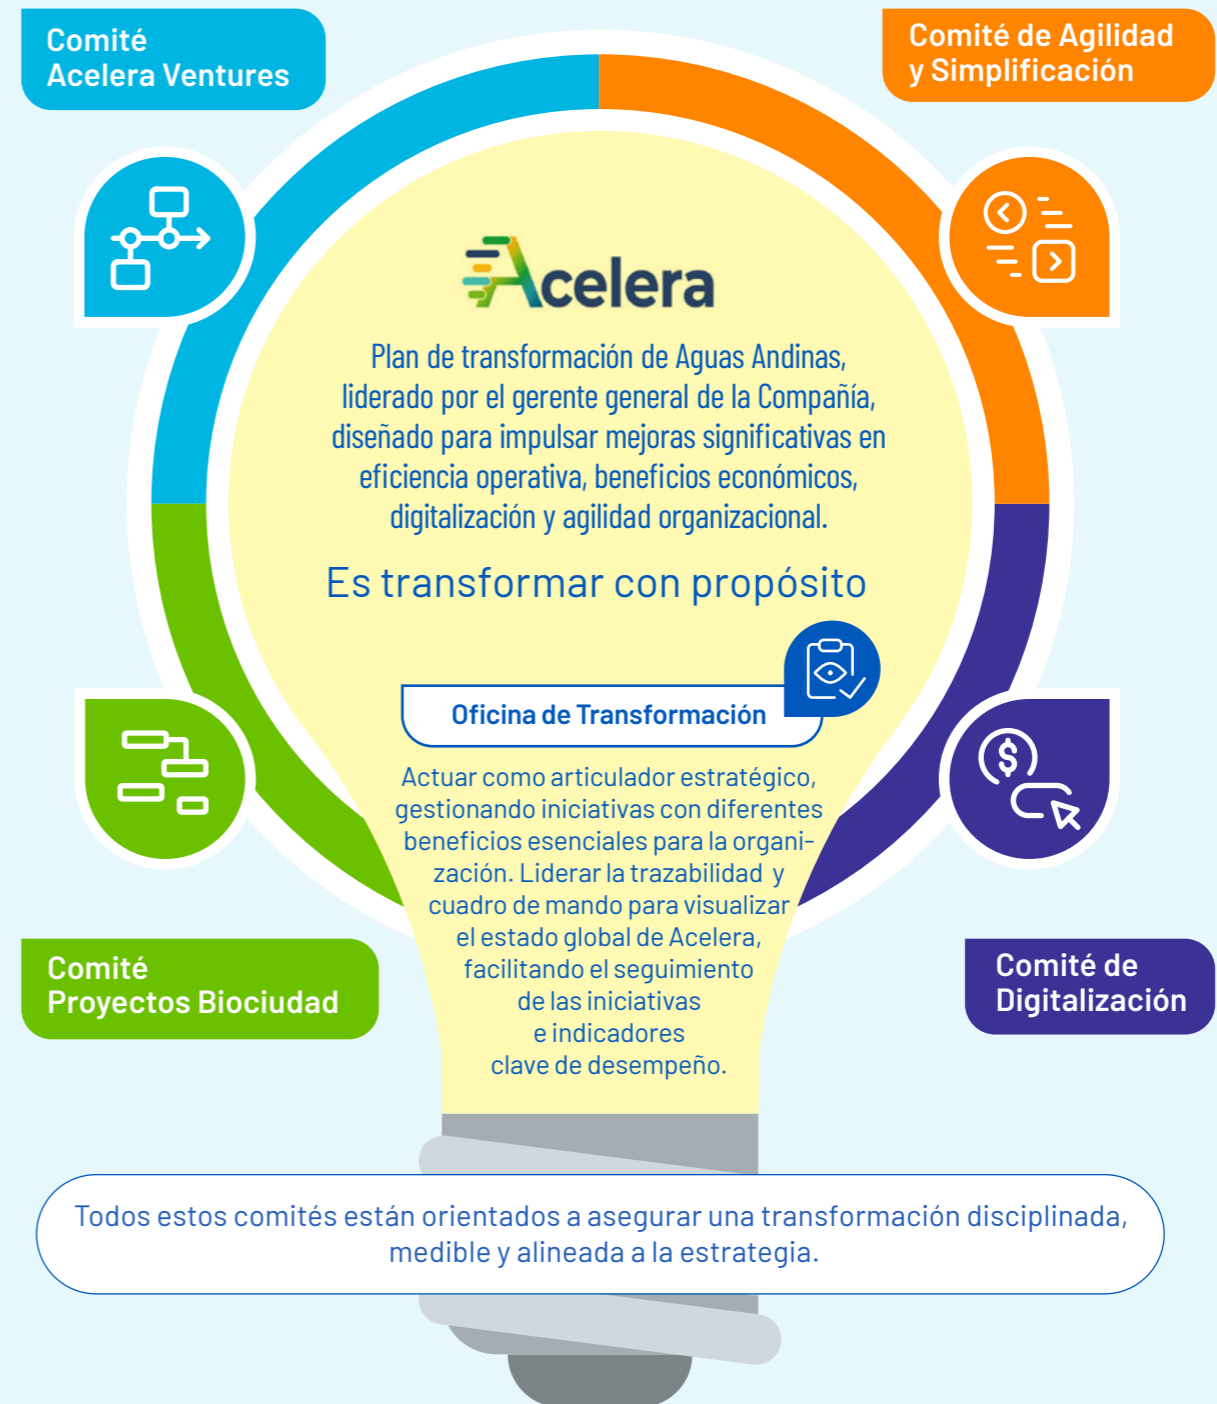 Comité
Acelera Ventures
Comité de Agilidad
y Simplificación
Acelera
Plan de transformación de Aguas Andinas,
liderado por el gerente general de la Compañía,
diseñado para impulsar mejoras significativas en
eficiencia operativa, beneficios económicos,
digitalización y agilidad organizacional.
Es transformar con propósito
Oficina de Transformación
Actuar como articulador estratégico,
gestionando iniciativas con diferentes
beneficios esenciales para la organi-
zación. Liderar la trazabilidad y
cuadro de mando para visualizar
el estado global de Acelera,
facilitando el seguimiento
de las iniciativas
e indicadores
clave de desempeño.
Comité
Proyectos Biociudad
Comité de
Digitalización
Todos estos comités están orientados a asegurar una transformación disciplinada,
medible y alineada a la estrategia.